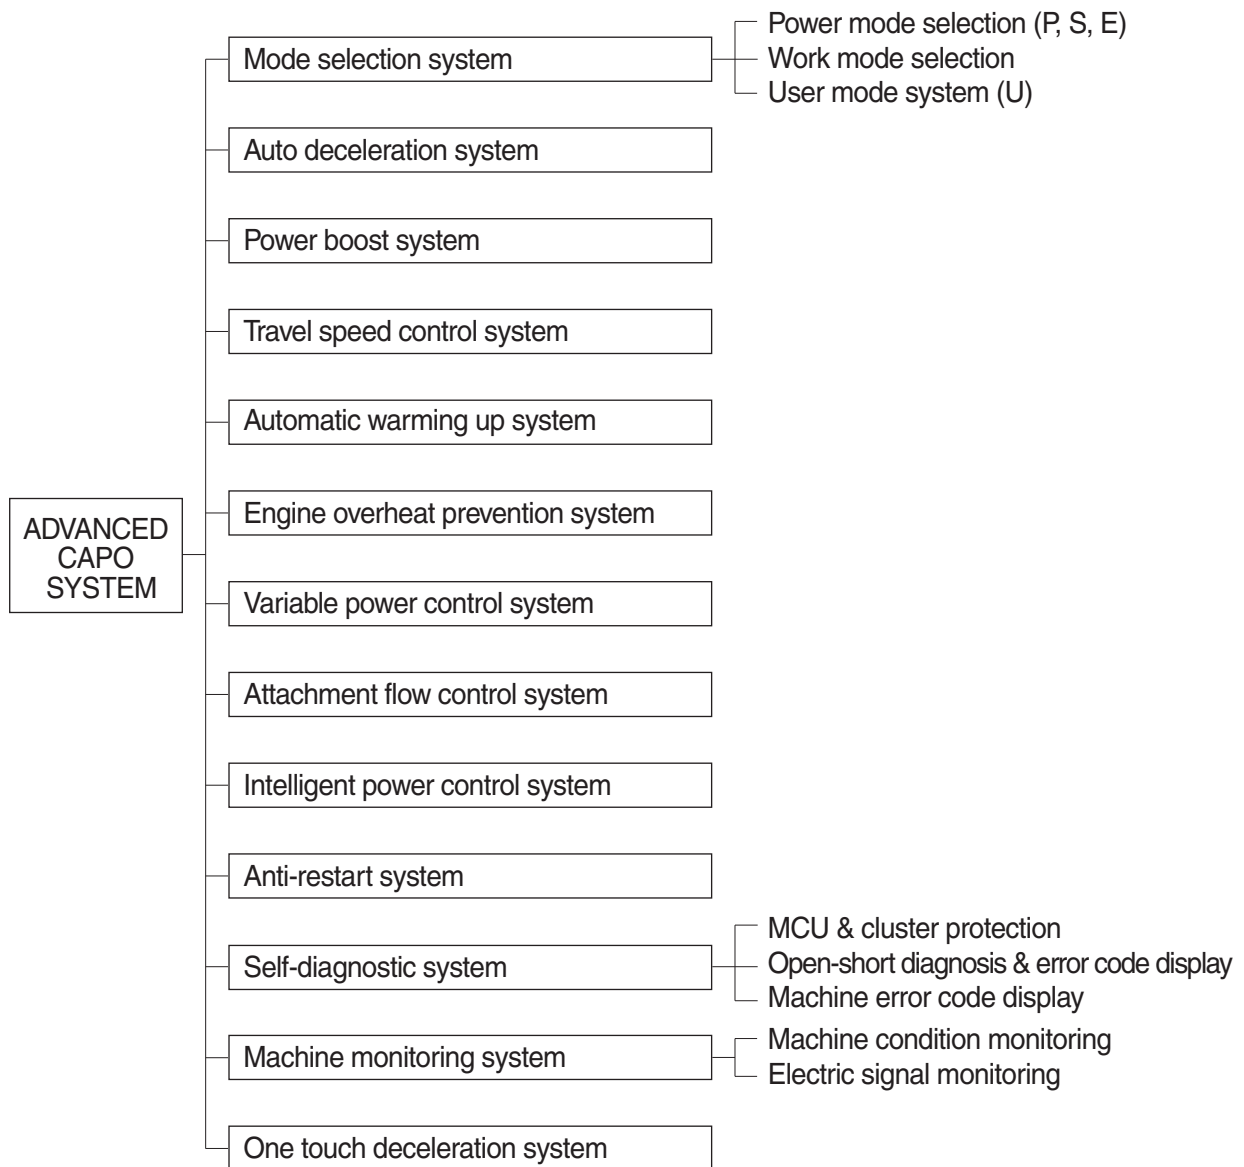 Power mode selection (P, S, E)
Mode selection system
Work mode selection
User mode system (U)
Auto deceleration system
Power boost system
Travel speed control system
Automatic warming up system
Engine overheat prevention system
ADVANCED
CAPO
SYSTEM
Variable power control system
Attachment flow control system
Intelligent power control system
Anti-restart system
MCU & cluster protection
Self-diagnostic system
Open-short diagnosis & error code display
Machine error code display
Machine condition monitoring
Machine monitoring system
Electric signal monitoring
One touch deceleration system